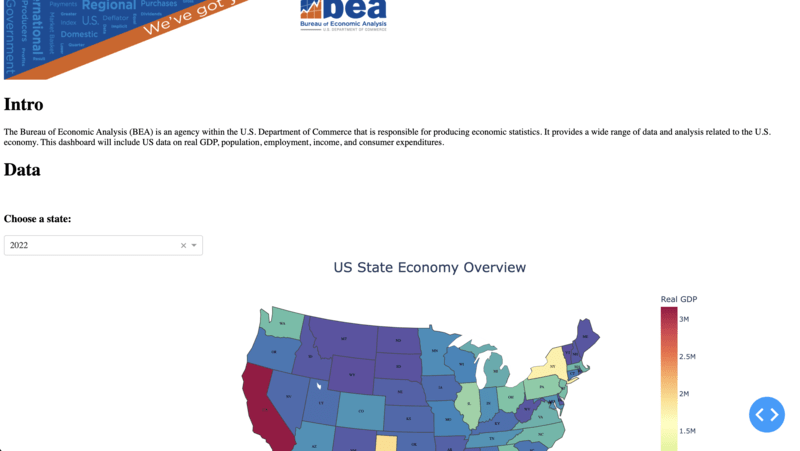 Payments
Regional
Purchases
Index
U.S.
Deflator
Domestic
Government
Producers
We've got y
bea
Bureau of Economic Analysis
U.S. DEPARTMENT OF COMMERCE
Intro
The Bureau of Economic Analysis (BEA) is an agency within the U.S. Department of Commerce that is responsible for producing economic statistics. It provides a wide range of data and analysis related to the U.S.
economy. This dashboard will include US data on real GDP, population, employment, income, and consumer expenditures.
Data
Choose a state:
2022
US State Economy Overview
Real GDP
3M
2.5M
2M
1.5M
WA
MT
ND
MN
OR
ID
WY
SD
WI
MI
NY
ME
NV
UT
CO
NE
IA
IL
IN
OH
PA
KS
MO
KY
WV
VA
TN
NC
AZ
OK